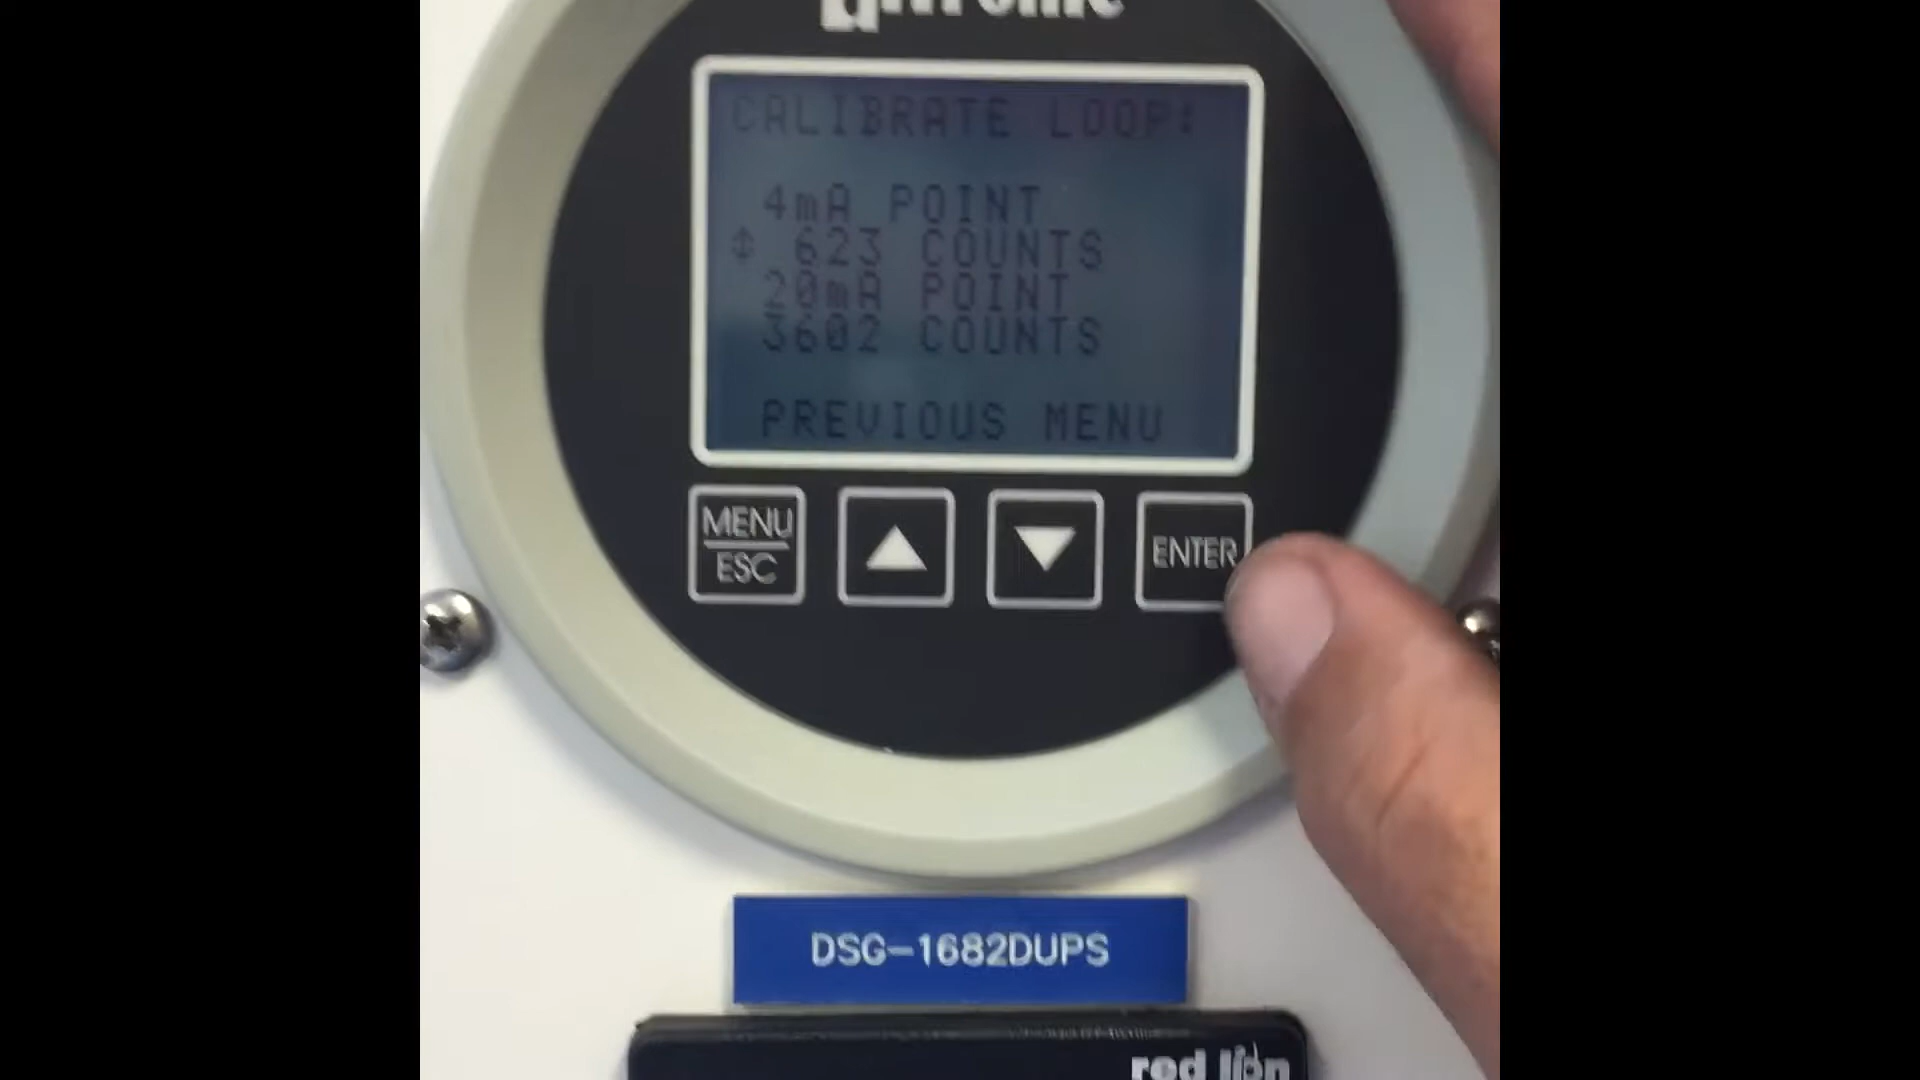 CALIBRATE LOOP:
4mA POINT
↕ 623 COUNTS
20mA POINT
3602 COUNTS
PREVIOUS MENU
MENU
ESC
ENTER
DSG-1682DUPS
red lion